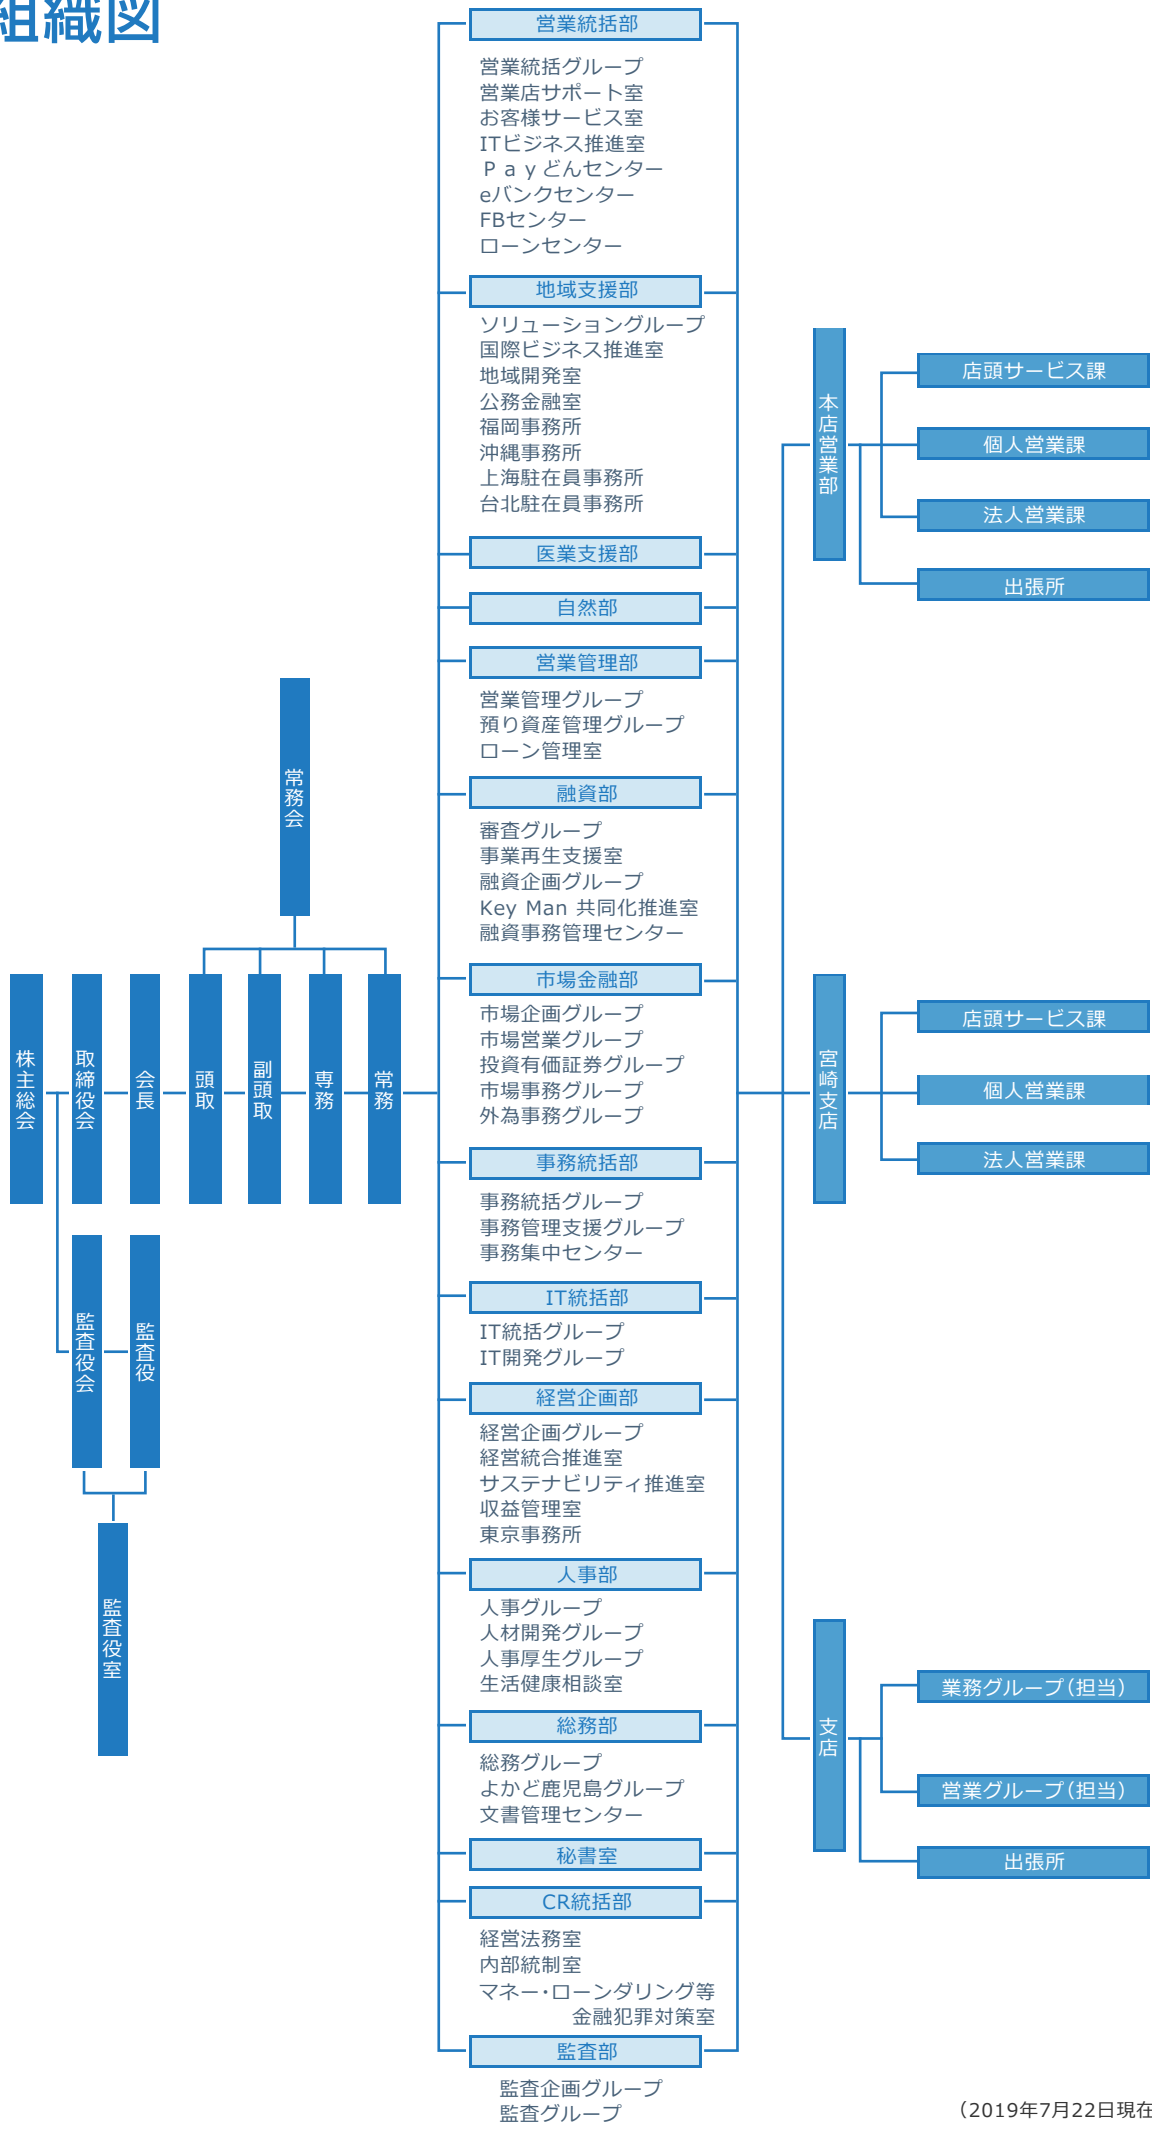 組織図
営業統括部
営業統括グループ
営業店サポート室
お客様サービス室
ITビジネス推進室
Ｐａｙどんセンター
eバンクセンター
FBセンター
ローンセンター
地域支援部
ソリューショングループ
国際ビジネス推進室
地域開発室
公務金融室
福岡事務所
沖縄事務所
上海駐在員事務所
台北駐在員事務所
医業支援部
自然部
営業管理部
営業管理グループ
預り資産管理グループ
ローン管理室
融資部
審査グループ
事業再生支援室
融資企画グループ
Key Man 共同化推進室
融資事務管理センター
市場金融部
市場企画グループ
市場営業グループ
投資有価証券グループ
市場事務グループ
外為事務グループ
事務統括部
事務統括グループ
事務管理支援グループ
事務集中センター
IT統括部
IT統括グループ
IT開発グループ
経営企画部
経営企画グループ
経営統合推進室
サステナビリティ推進室
収益管理室
東京事務所
人事部
人事グループ
人材開発グループ
人事厚生グループ
生活健康相談室
総務部
総務グループ
よかど鹿児島グループ
文書管理センター
秘書室
CR統括部
経営法務室
内部統制室
マネー・ローンダリング等
金融犯罪対策室
監査部
監査企画グループ
監査グループ
常務会
株主総会
取締役会
会長
頭取
副頭取
専務
常務
監査役会
監査役
監査役室
本店営業部
店頭サービス課
個人営業課
法人営業課
出張所
宮崎支店
店頭サービス課
個人営業課
法人営業課
支店
業務グループ（担当）
営業グループ（担当）
出張所
（2019年7月22日現在